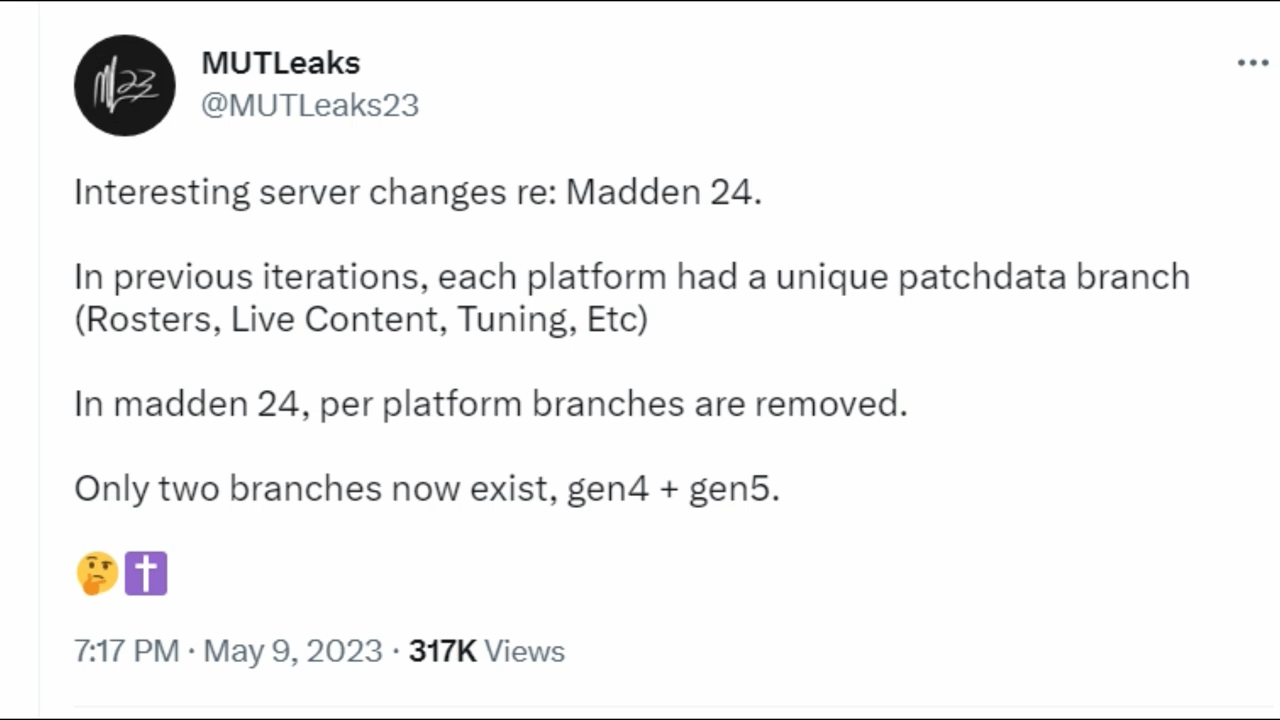 MUTLeaks
@MUTLeaks23
Interesting server changes re: Madden 24.
In previous iterations, each platform had a unique patchdata branch
(Rosters, Live Content, Tuning, Etc)
In madden 24, per platform branches are removed.
Only two branches now exist, gen4 + gen5.
🤔✝️
7:17 PM · May 9, 2023 · 317K Views